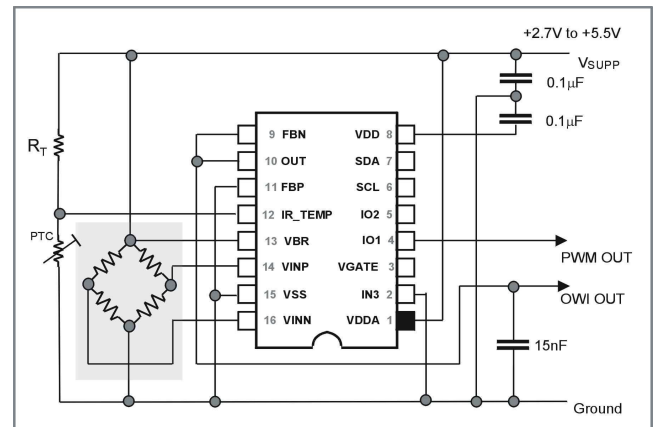 +2.7V to +5.5V
VSUPP
0.1µF
0.1µF
RT
PTC
9 FBN
10 OUT
11 FBP
12 IR_TEMP
13 VBR
14 VINP
15 VSS
16 VINN
VDD 8
SDA 7
SCL 6
IO2 5
IO1 4
VGATE 3
IN3 2
VDDA 1
PWM OUT
OWI OUT
15nF
Ground